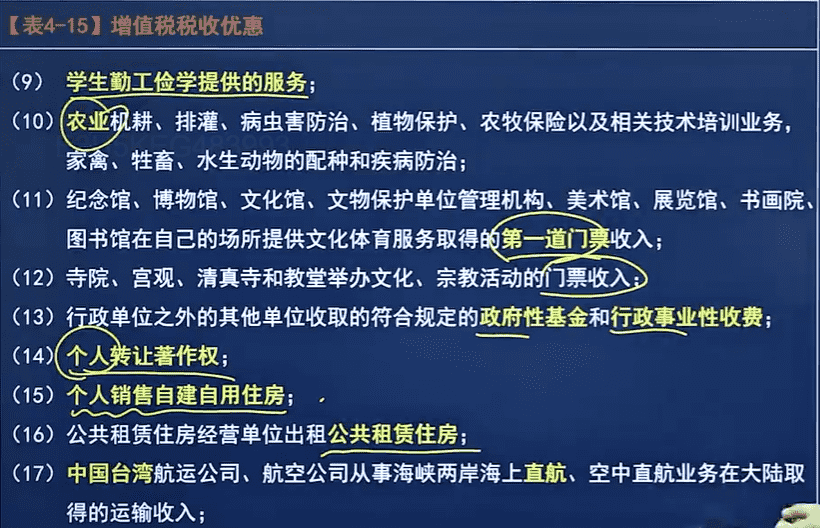 【表4-15】增值税税收优惠
（9） 学生勤工俭学提供的服务；
（10）农业机耕、排灌、病虫害防治、植物保护、农牧保险以及相关技术培训业务，
家禽、牲畜、水生动物的配种和疾病防治；
（11）纪念馆、博物馆、文化馆、文物保护单位管理机构、美术馆、展览馆、书画院、
图书馆在自己的场所提供文化体育服务取得的第一道门票收入；
（12）寺院、宫观、清真寺和教堂举办文化、宗教活动的门票收入；
（13）行政单位之外的其他单位收取的符合规定的政府性基金和行政事业性收费；
（14）个人转让著作权；
（15）个人销售自建自用住房；
（16）公共租赁住房经营单位出租公共租赁住房；
（17）中国台湾航运公司、航空公司从事海峡两岸海上直航、空中直航业务在大陆取
得的运输收入；